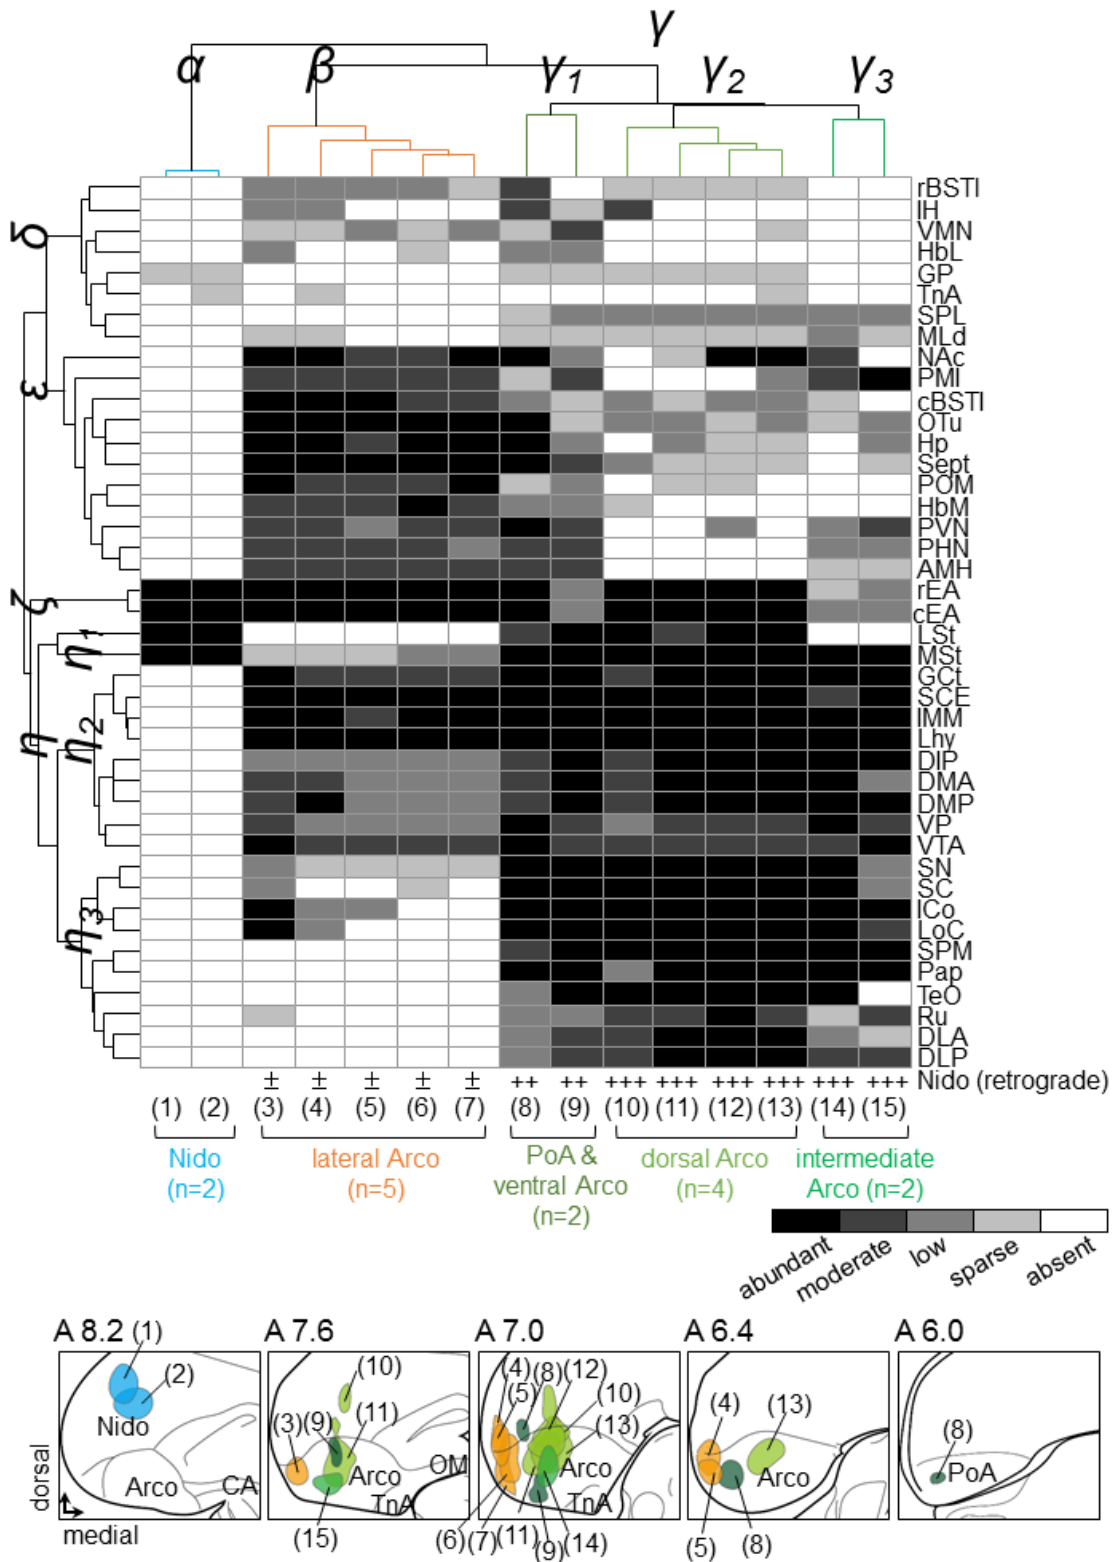 γ
α β γ1 γ2 γ3
δ
ε
ζ
η1
η2
η
η3
rBSTl
lH
VMN
HbL
GP
TnA
SPL
MLd
NAc
PMI
cBSTl
OTu
Hp
Sept
POM
HbM
PVN
PHN
AMH
rEA
cEA
LSt
MSt
GCt
SCE
IMM
Lhy
DIP
DMA
DMP
VP
VTA
SN
SC
ICo
LoC
SPM
Pap
TeO
Ru
DLA
DLP
± ± ± ± ± ++ ++ +++ +++ +++ +++ +++ +++ Nido (retrograde)
(1) (2) (3) (4) (5) (6) (7) (8) (9) (10) (11) (12) (13) (14) (15)
Nido
(n=2)
lateral Arco
(n=5)
PoA &
ventral Arco
(n=2)
dorsal Arco
(n=4)
intermediate
Arco (n=2)
abundant
moderate
low
sparse
absent
A 8.2
(1)
(2)
Nido
Arco
CA
dorsal
medial
A 7.6
(10)
(3)
(9)
(11)
Arco
OM
TnA
(15)
A 7.0
(4)
(8)
(12)
(5)
(10)
(13)
Arco
TnA
(6)
(7)
(11)
(9)
(14)
A 6.4
(4)
(13)
Arco
(5)
(8)
A 6.0
(8)
PoA